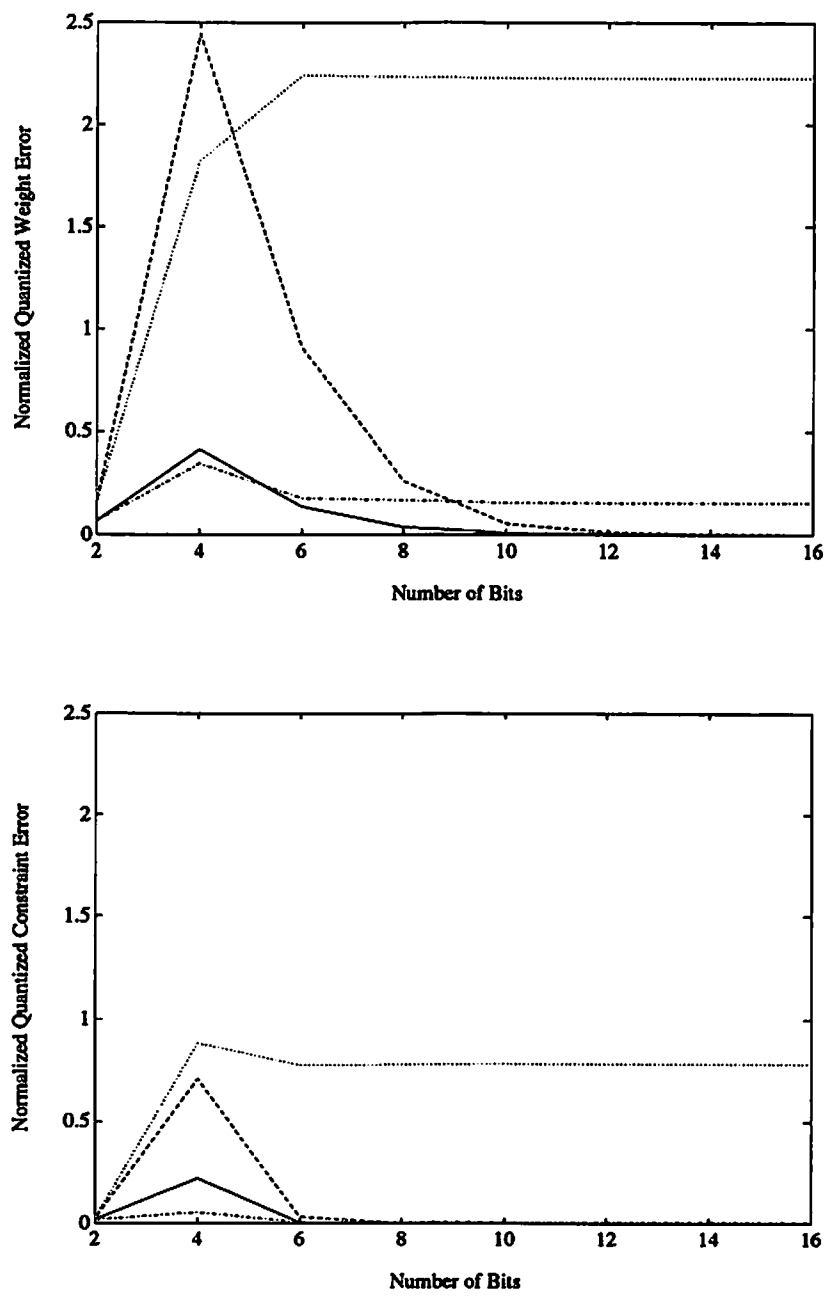 2.5
2
1.5
1
0.5
0
Normalized Quantized Weight Error
2 4 6 8 10 12 14 16
Number of Bits
2.5
2
1.5
1
0.5
0
Normalized Quantized Constraint Error
2 4 6 8 10 12 14 16
Number of Bits